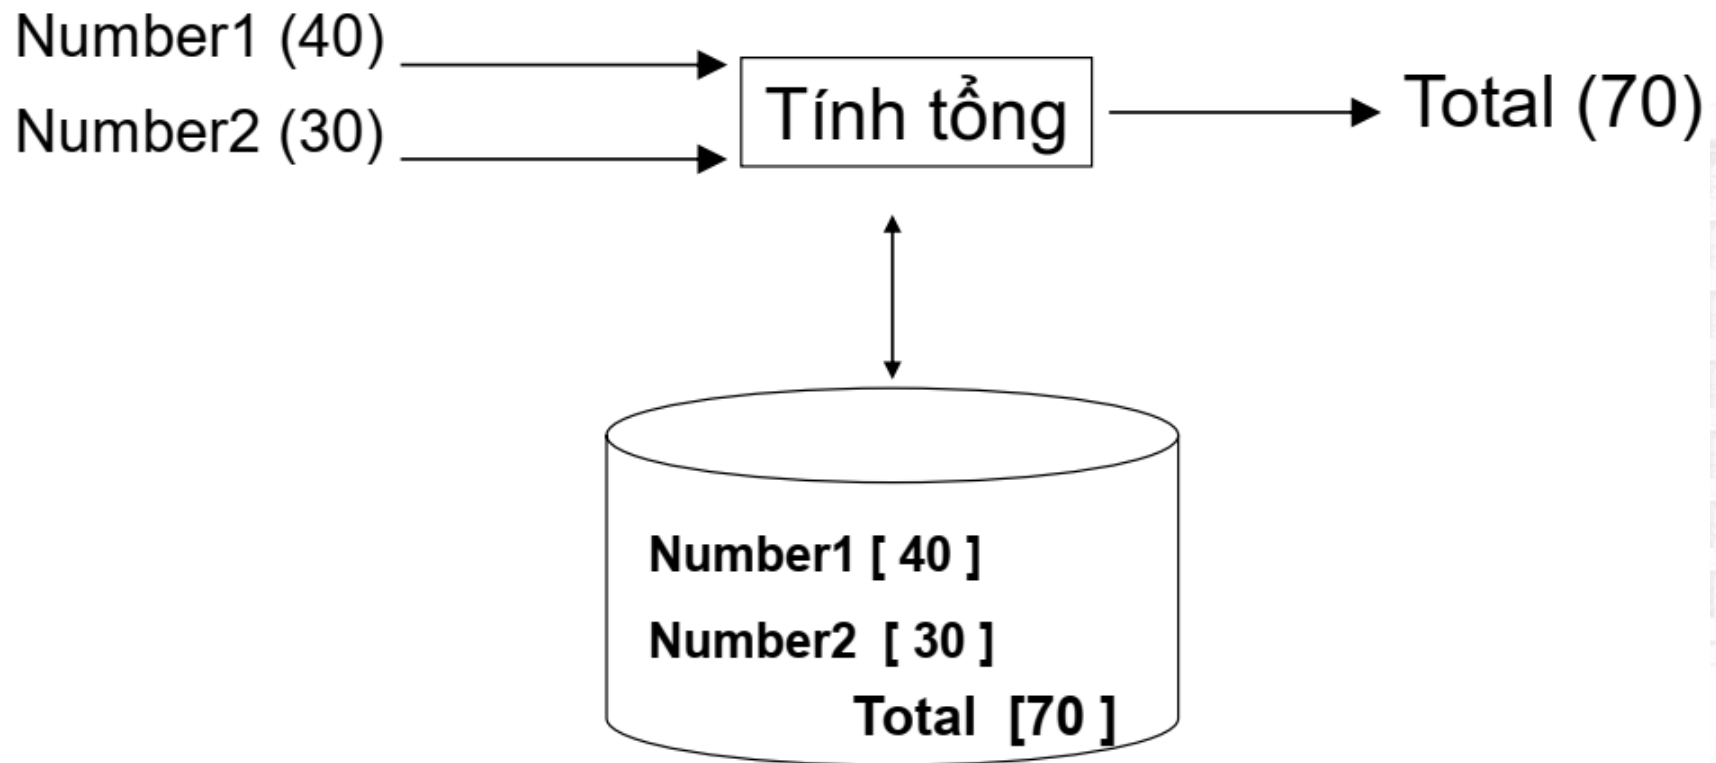 Number1 (40)
Number2 (30)
Tính tổng
Total (70)
Number1 [ 40 ]
Number2 [ 30 ]
Total [70 ]